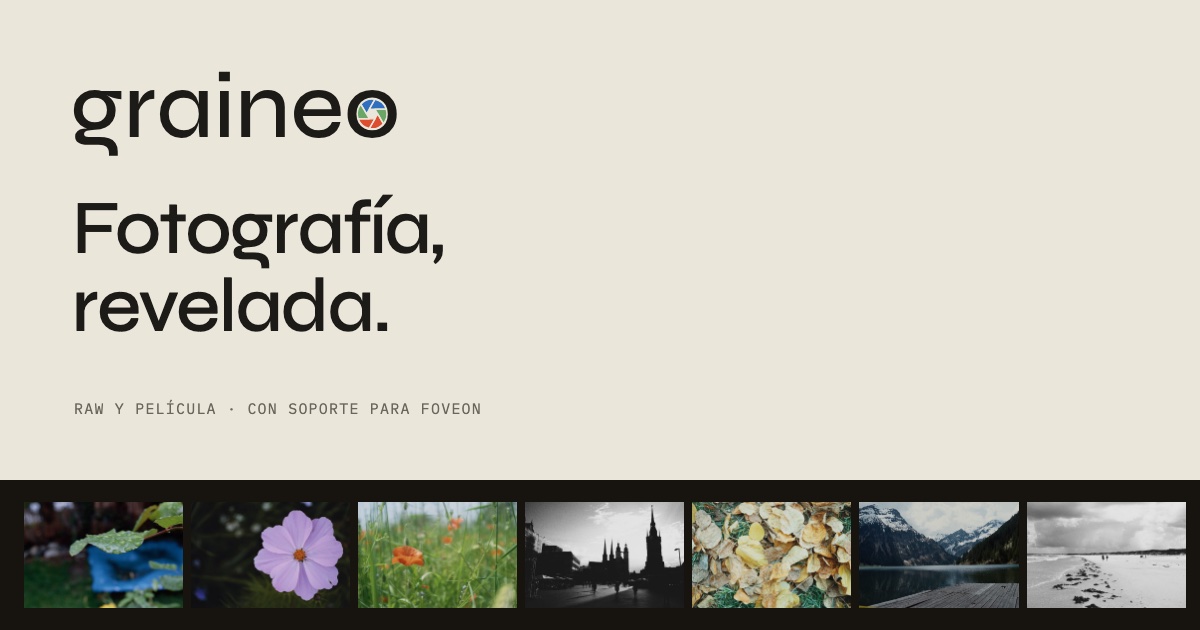 graineo
Fotografía,
revelada.
RAW Y PELÍCULA · CON SOPORTE PARA FOVEON